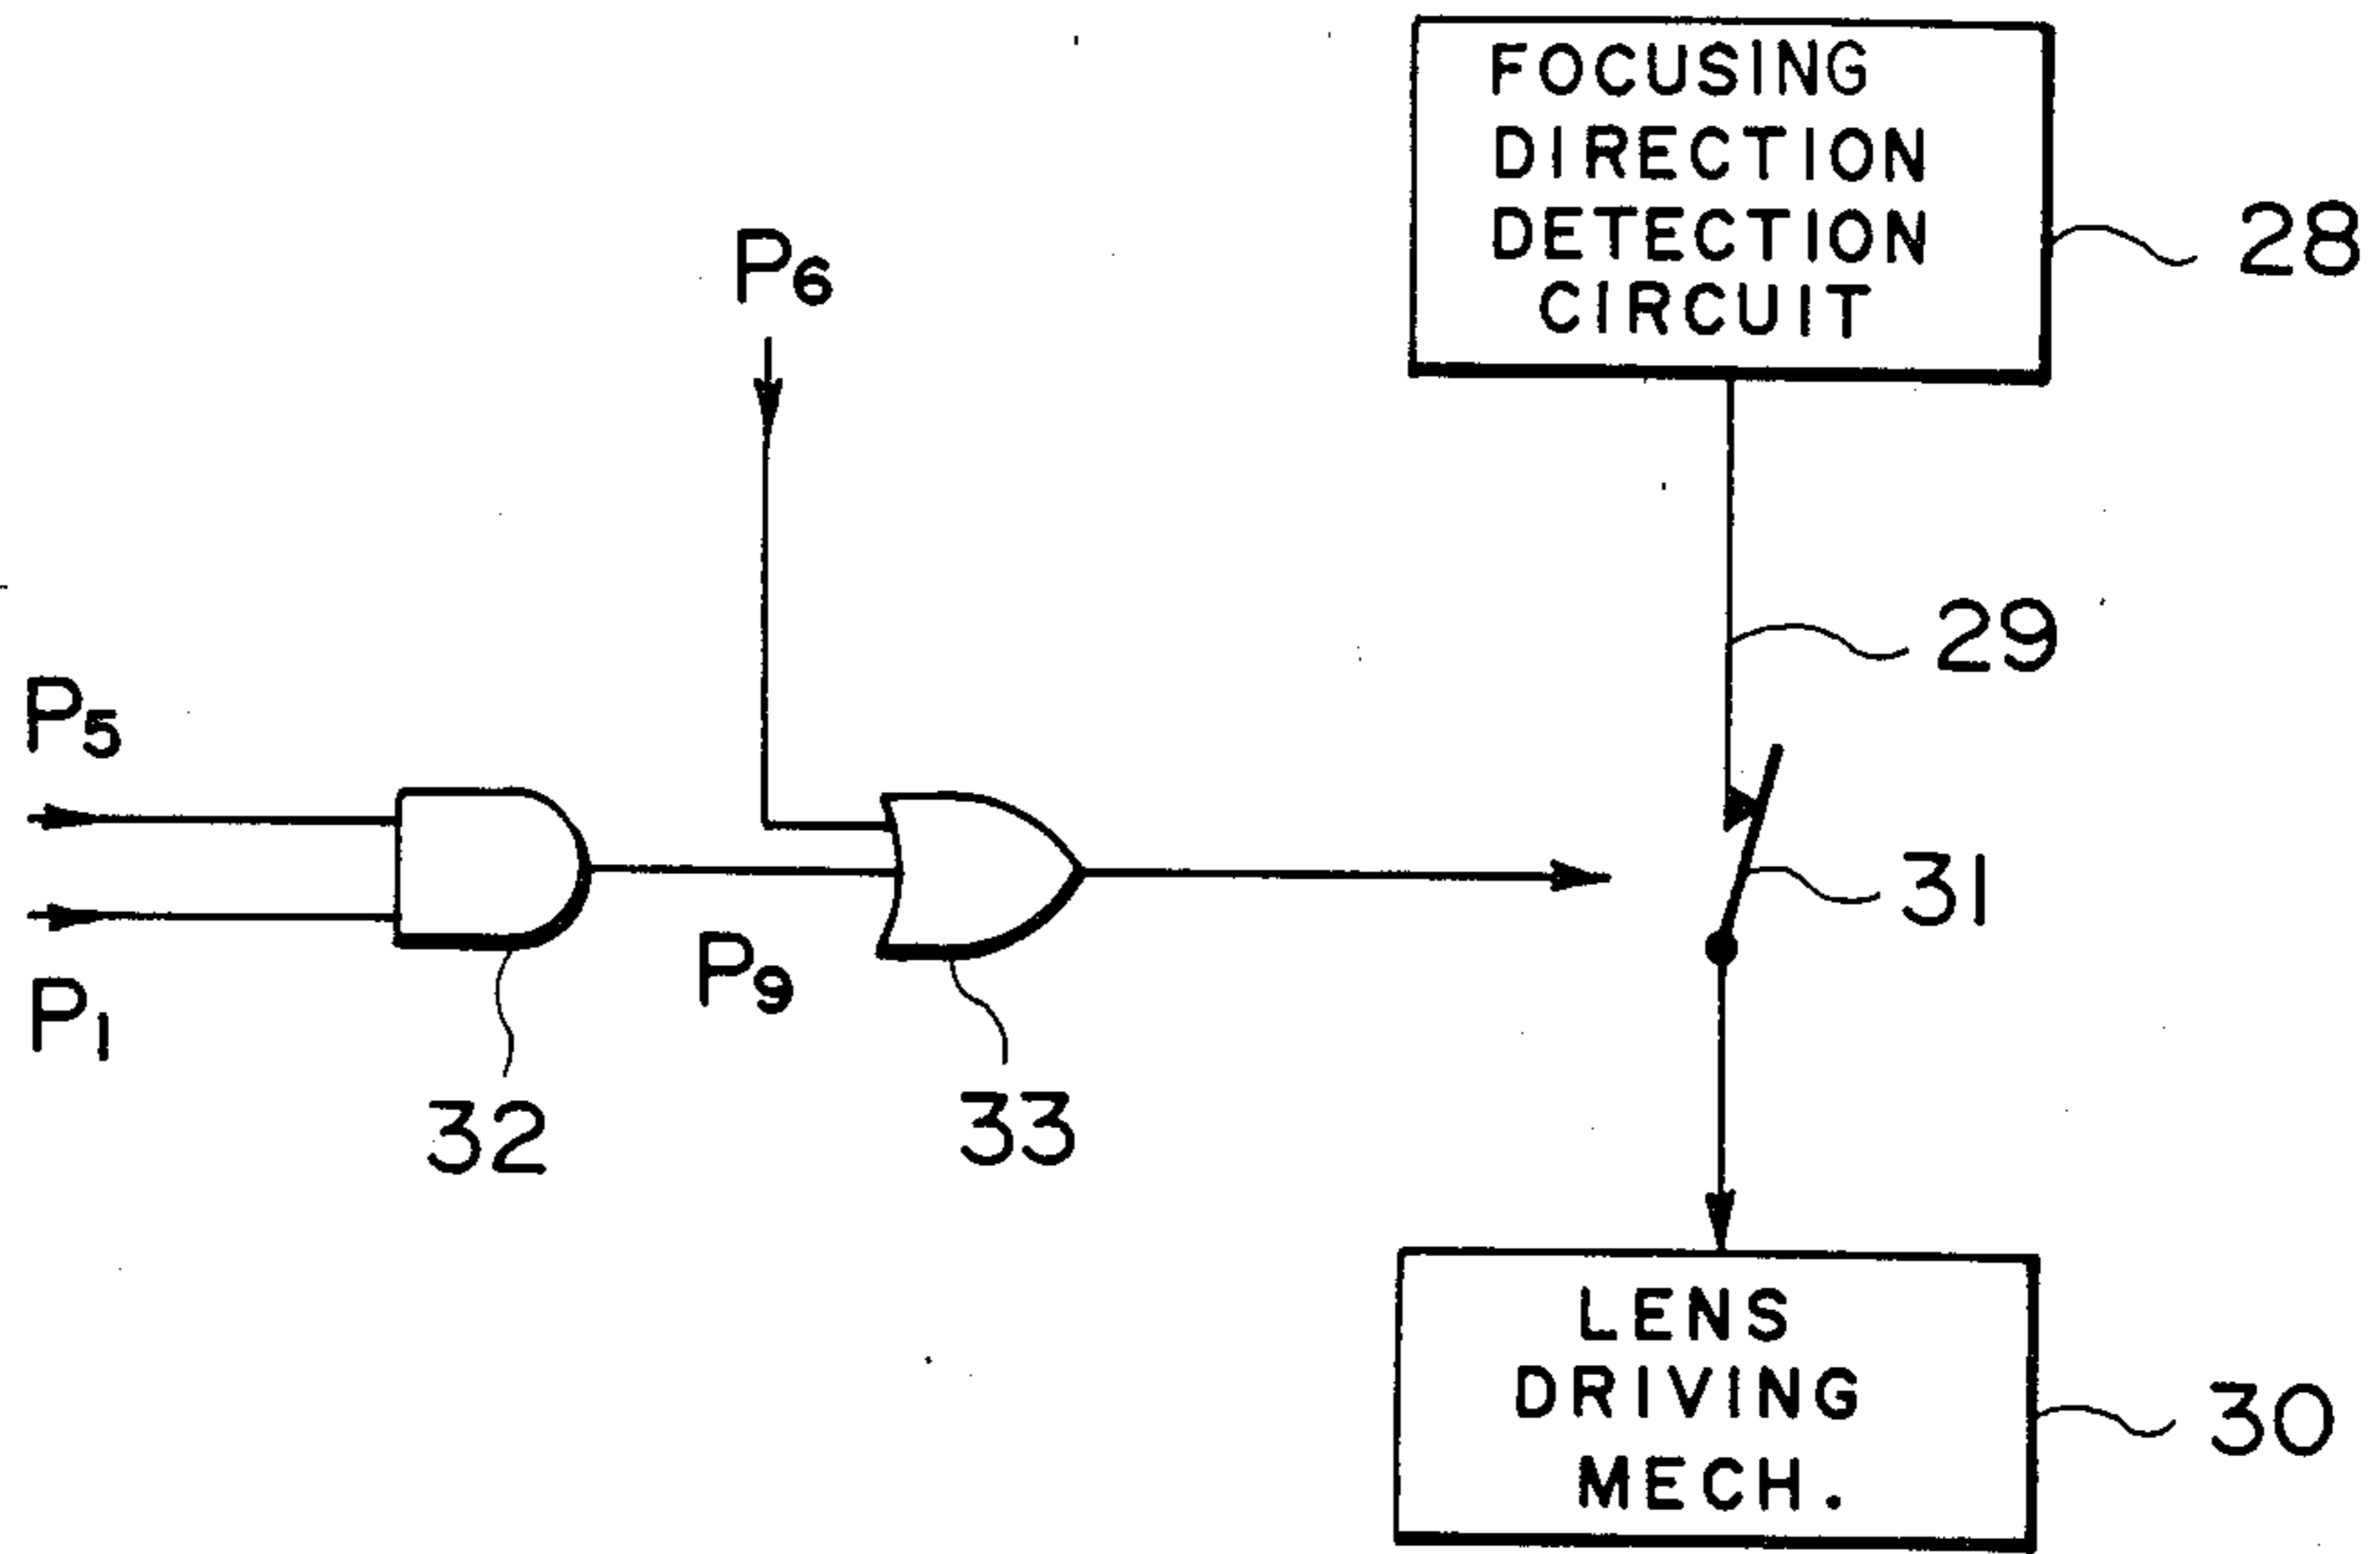 FOCUSING
DIRECTION
DETECTION
CIRCUIT
28
P6
29
P5
31
P9
P1
32
33
LENS
DRIVING
MECH.
30